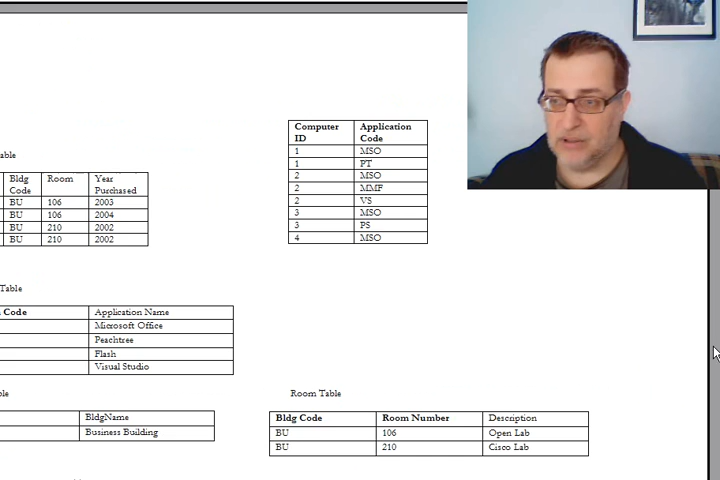 Computer ID Application Code
1 MSO
1 PT
2 MSO
2 MMF
2 VS
3 MSO
3 PS
4 MSO
able
Bldg Code Room Year Purchased
BU 106 2003
BU 106 2004
BU 210 2002
BU 210 2002
Table
Code Application Name
Microsoft Office
Peachtree
Flash
Visual Studio
ble
BldgName
Business Building
Room Table
Bldg Code Room Number Description
BU 106 Open Lab
BU 210 Cisco Lab